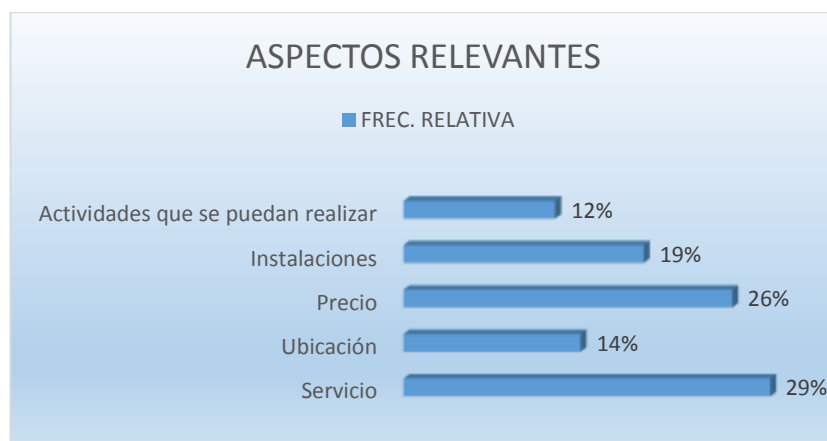 ASPECTOS RELEVANTES
FREC. RELATIVA
Actividades que se puedan realizar 12%
Instalaciones 19%
Precio 26%
Ubicación 14%
Servicio 29%